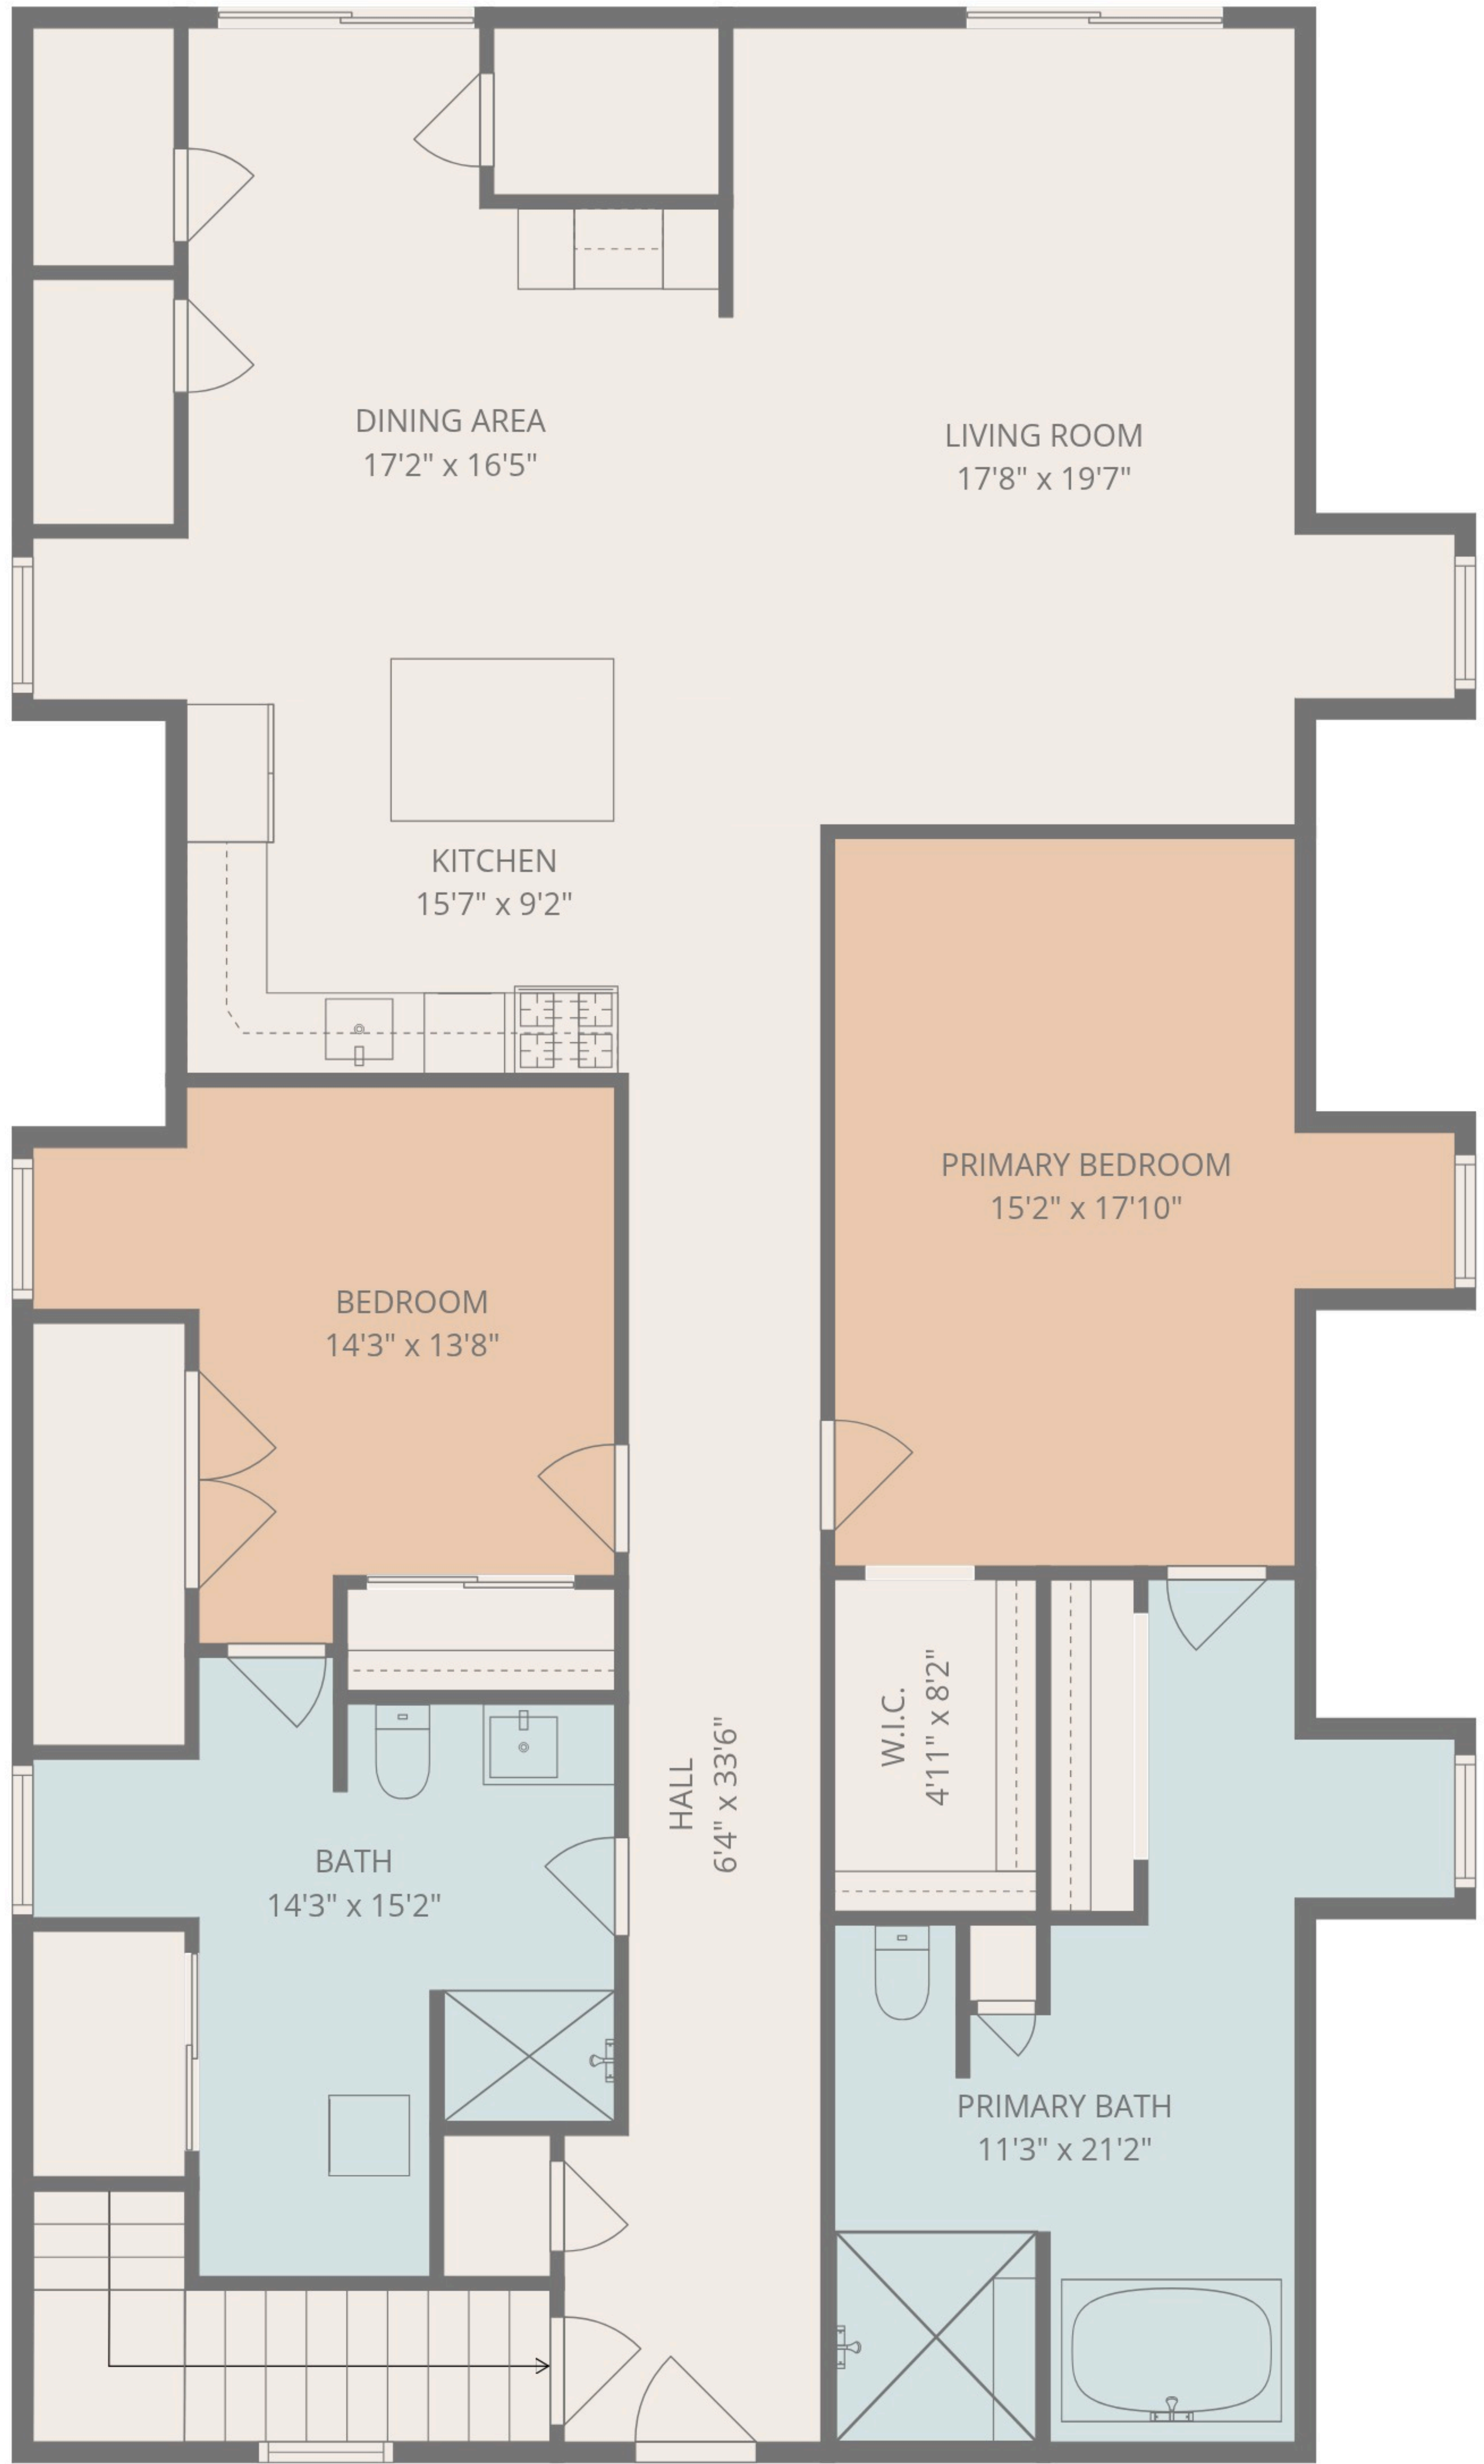 DINING AREA
17'2" x 16'5"
LIVING ROOM
17'8" x 19'7"
KITCHEN
15'7" x 9'2"
PRIMARY BEDROOM
15'2" x 17'10"
BEDROOM
14'3" x 13'8"
W.I.C.
4'11" x 8'2"
HALL
6'4" x 33'6"
BATH
14'3" x 15'2"
PRIMARY BATH
11'3" x 21'2"